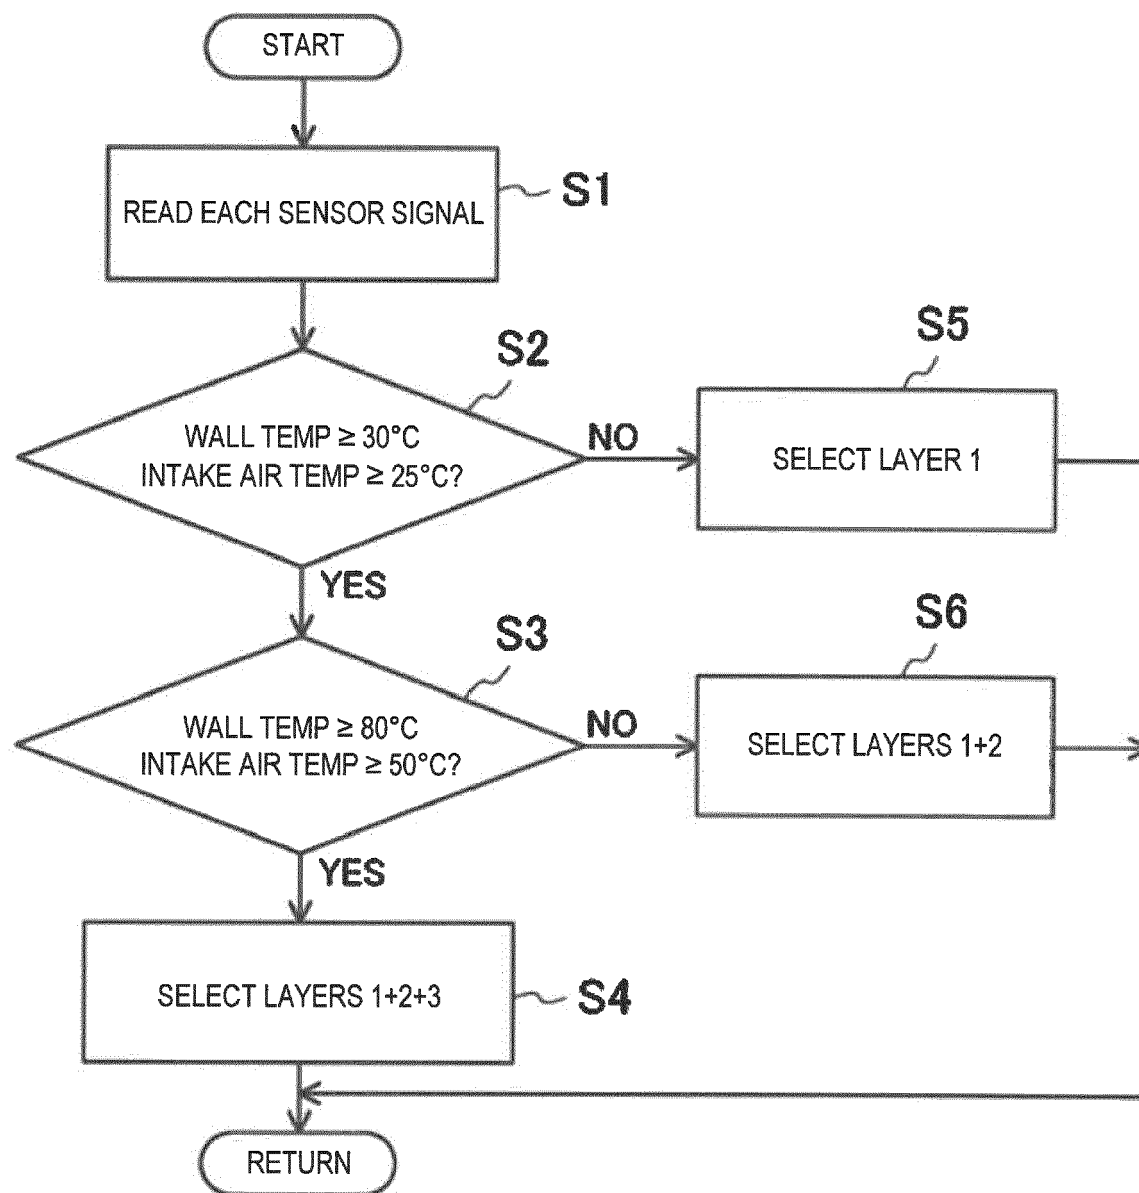 START
READ EACH SENSOR SIGNAL
S1
S2
WALL TEMP ≥ 30°C
INTAKE AIR TEMP ≥ 25°C?
NO
S5
SELECT LAYER 1
YES
S3
WALL TEMP ≥ 80°C
INTAKE AIR TEMP ≥ 50°C?
NO
S6
SELECT LAYERS 1+2
YES
SELECT LAYERS 1+2+3
S4
RETURN